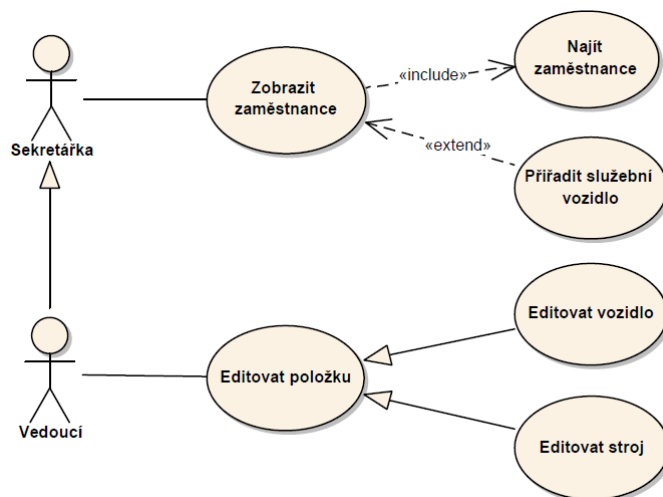 Najít
zaměstnance
Zobrazit
zaměstnance
«include»
Sekretářka
«extend»
Přiřadit služební
vozidlo
Editovat vozidlo
Editovat položku
Vedoucí
Editovat stroj